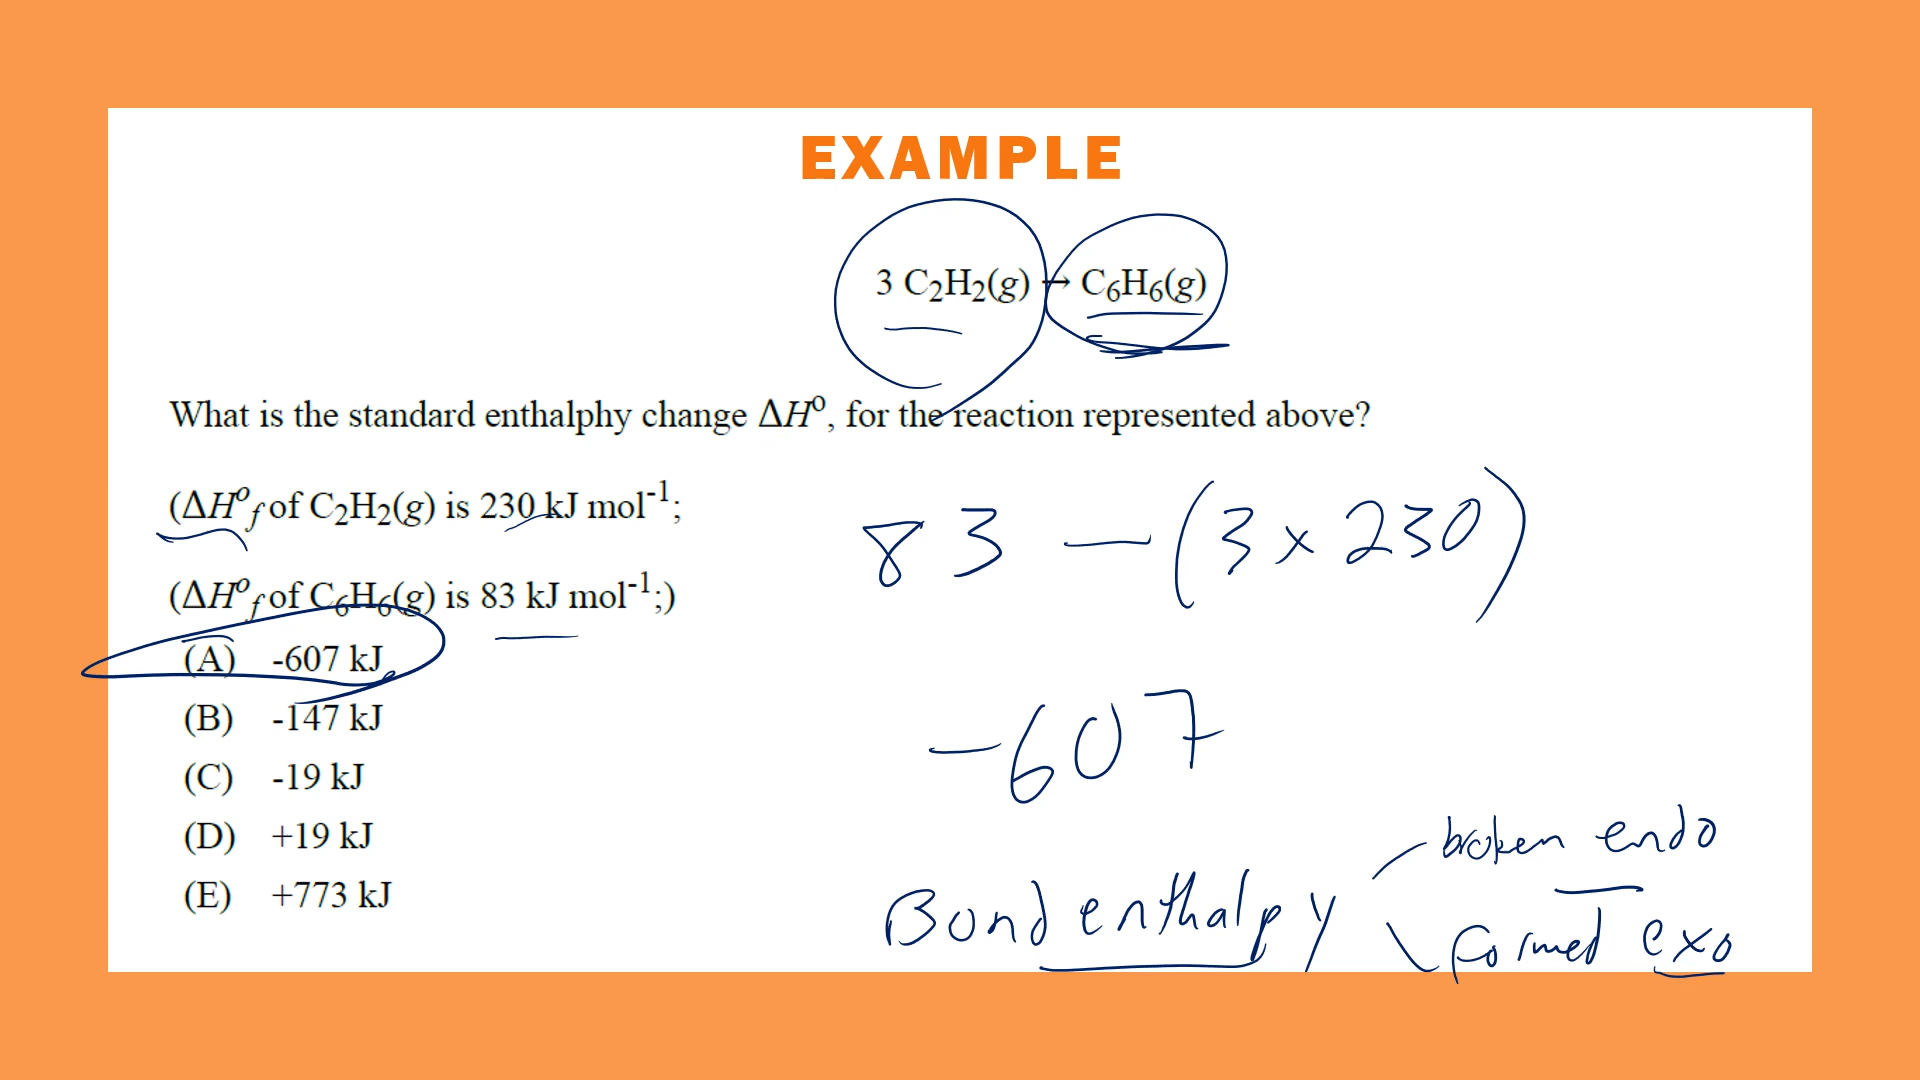 EXAMPLE
3 C₂H₂(g) → C₆H₆(g)
What is the standard enthalpy change ΔH°, for the reaction represented above?
(ΔH°f of C₂H₂(g) is 230 kJ mol⁻¹;
(ΔH°f of C₆H₆(g) is 83 kJ mol⁻¹;)
(A) -607 kJ
(B) -147 kJ
(C) -19 kJ
(D) +19 kJ
(E) +773 kJ
83 — (3 x 230)
-607
Bond enthalpy
broken endo
formed exo